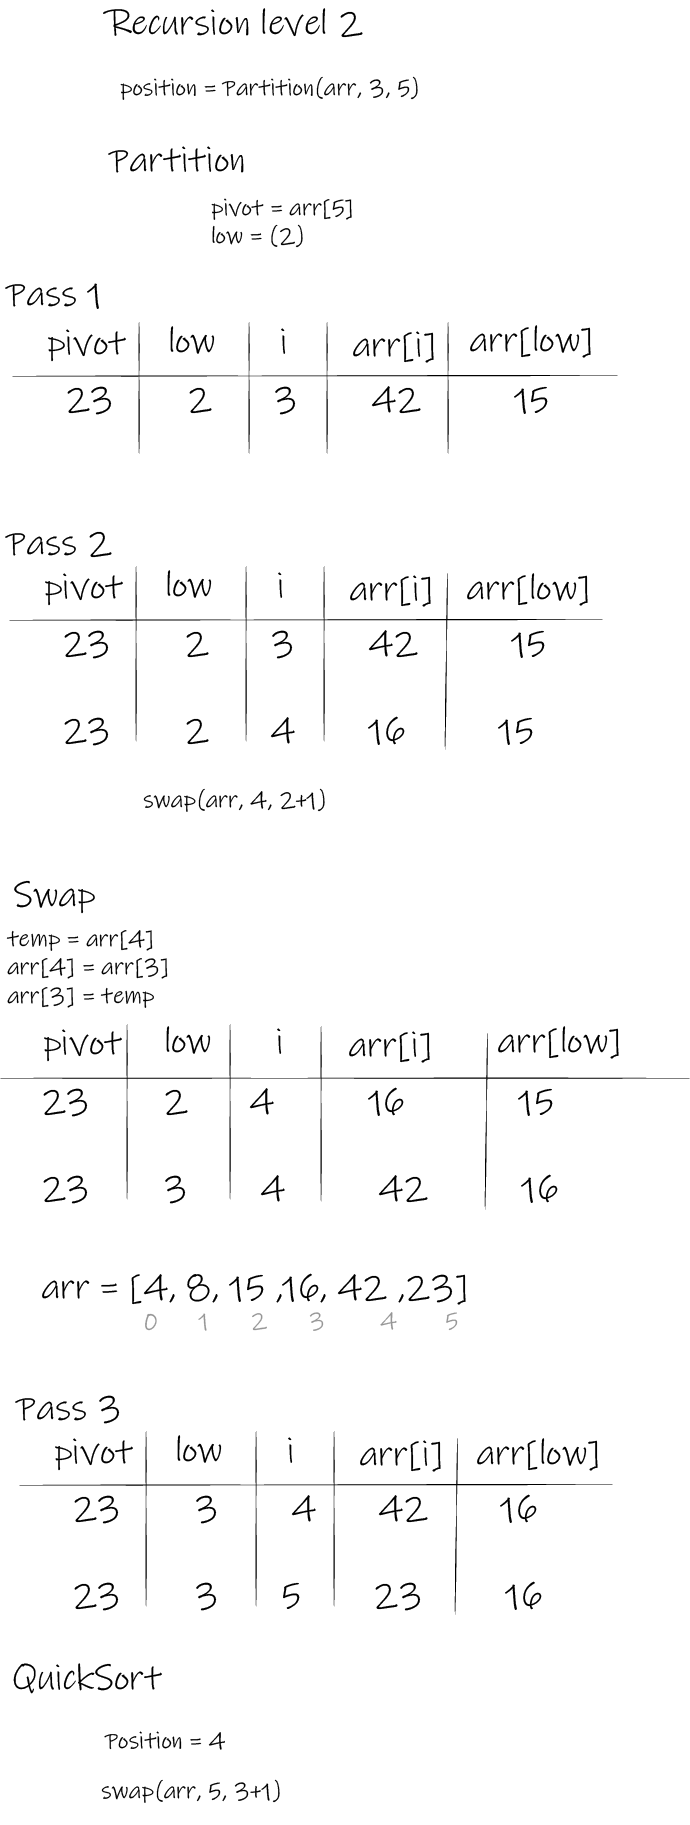 Recursion level 2
position = Partition(arr, 3, 5)
Partition
pivot = arr[5]
low = (2)
Pass 1
pivot low i arr[i] arr[low]
23 2 3 42 15
Pass 2
pivot low i arr[i] arr[low]
23 2 3 42 15
23 2 4 16 15
swap(arr, 4, 2+1)
Swap
temp = arr[4]
arr[4] = arr[3]
arr[3] = temp
pivot low i arr[i] arr[low]
23 2 4 16 15
23 3 4 42 16
arr = [4, 8, 15 ,16, 42 ,23]
0 1 2 3 4 5
Pass 3
pivot low i arr[i] arr[low]
23 3 4 42 16
23 3 5 23 16
QuickSort
Position = 4
swap(arr, 5, 3+1)